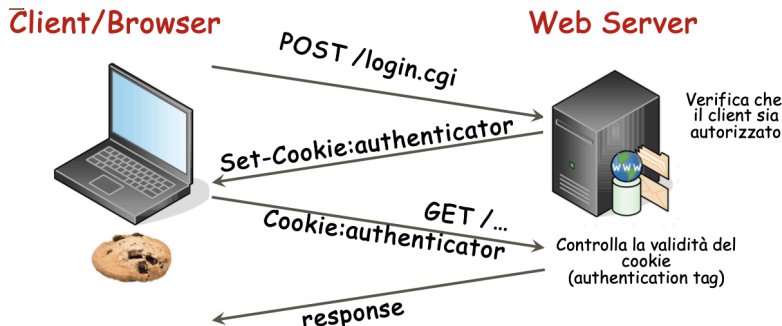 Client/Browser
Web Server
POST /login.cgi
Verifica che
il client sia
autorizzato
Set-Cookie:authenticator
www
GET /…
Cookie:authenticator
Controlla la validità del
cookie
(authentication tag)
response